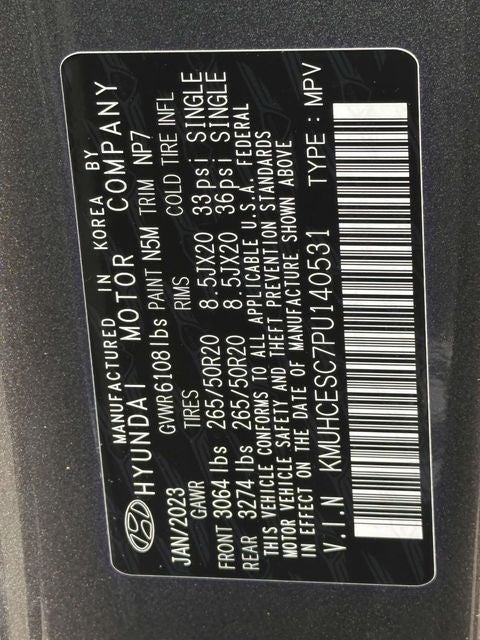 MANUFACTURED IN KOREA BY
HYUNDAI MOTOR COMPANY
JAN/2023 GVWR 6108 lbs PAINT N5M TRIM NP7
GAWR TIRES RIMS COLD TIRE INFL
FRONT 3064 lbs 265/50R20 8.5JX20 33psi SINGLE
REAR 3274 lbs 265/50R20 8.5JX20 36psi SINGLE
THIS VEHICLE CONFORMS TO ALL APPLICABLE U.S.A. FEDERAL
MOTOR VEHICLE SAFETY AND THEFT PREVENTION STANDARDS
IN EFFECT ON THE DATE OF MANUFACTURE SHOWN ABOVE
V.I.N KMUHCESC7PU140531 TYPE : MPV